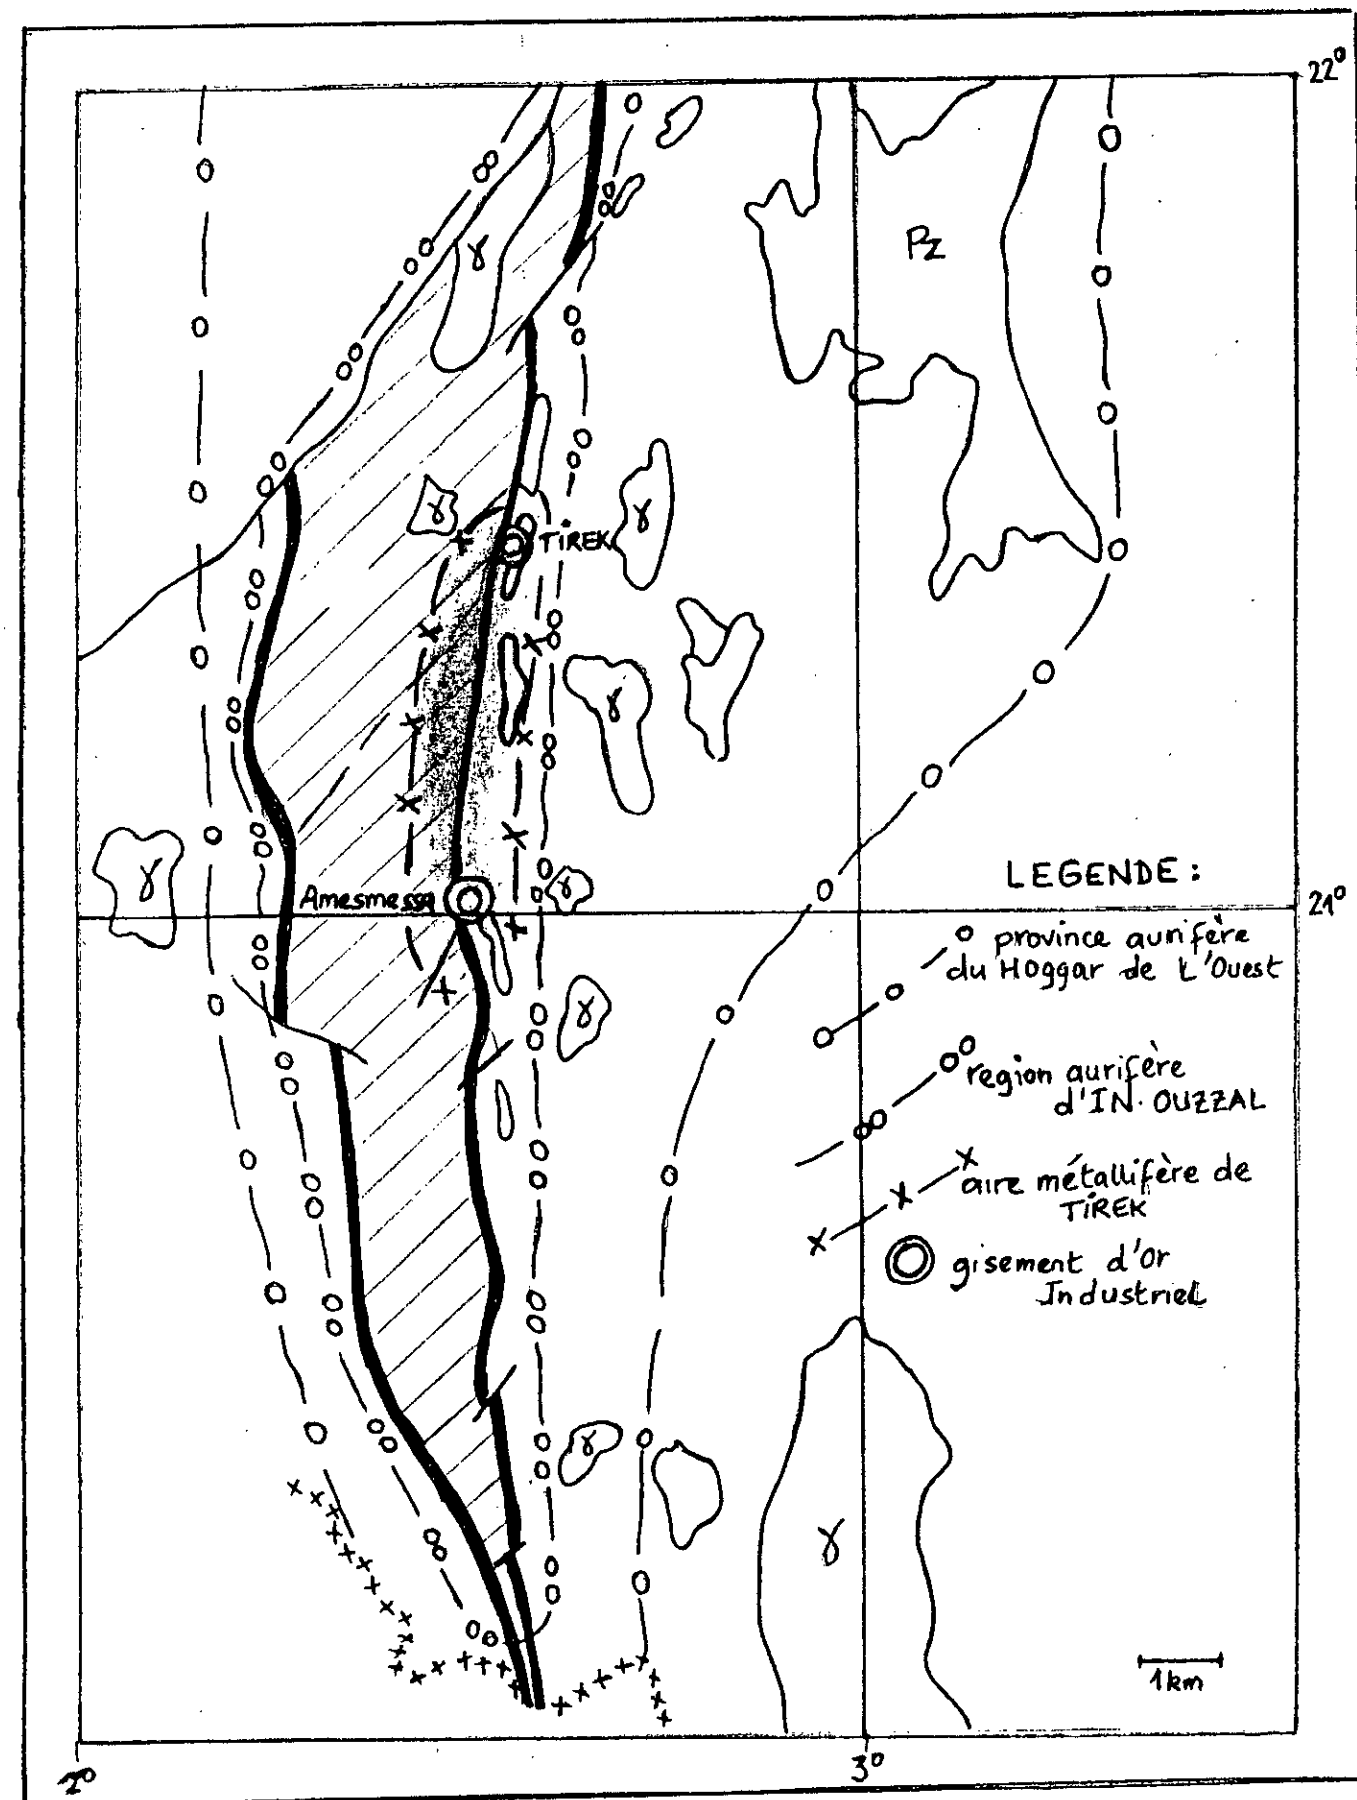 22°
γ
Pz
γ
TiREK
γ
γ
γ
Amesmessa
γ
LEGENDE :
21°
province aurifère
du Hoggar de L'Ouest
γ
region aurifère
d'IN. OUZZAL
aire métallifère de
TiREK
gisement d'Or
Industriel
γ
γ
1km
2°
3°